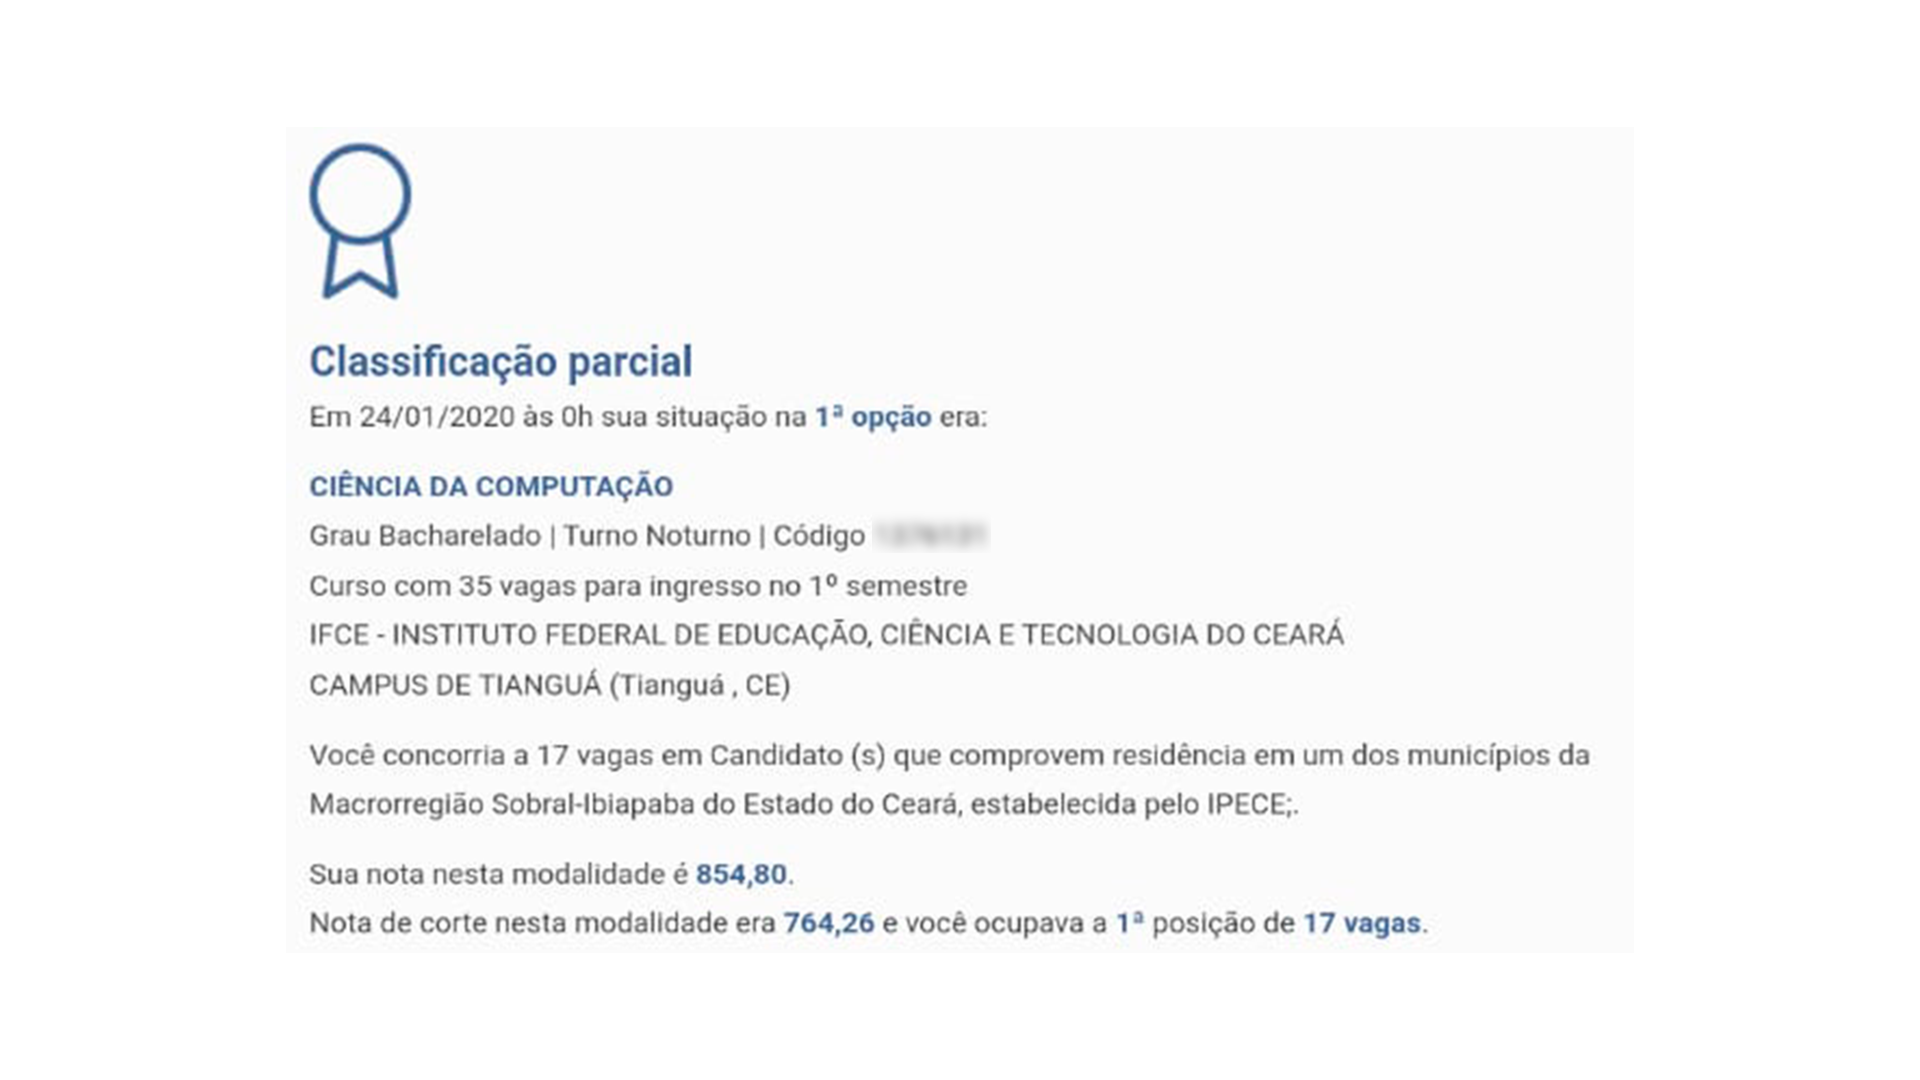 Classificação parcial
Em 24/01/2020 às 0h sua situação na 1ª opção era:
CIÊNCIA DA COMPUTAÇÃO
Grau Bacharelado | Turno Noturno | Código
Curso com 35 vagas para ingresso no 1º semestre
IFCE - INSTITUTO FEDERAL DE EDUCAÇÃO, CIÊNCIA E TECNOLOGIA DO CEARÁ
CAMPUS DE TIANGUÁ (Tianguá , CE)
Você concorria a 17 vagas em Candidato (s) que comprovem residência em um dos municípios da
Macrorregião Sobral-Ibiapaba do Estado do Ceará, estabelecida pelo IPECE;.
Sua nota nesta modalidade é 854,80.
Nota de corte nesta modalidade era 764,26 e você ocupava a 1ª posição de 17 vagas.